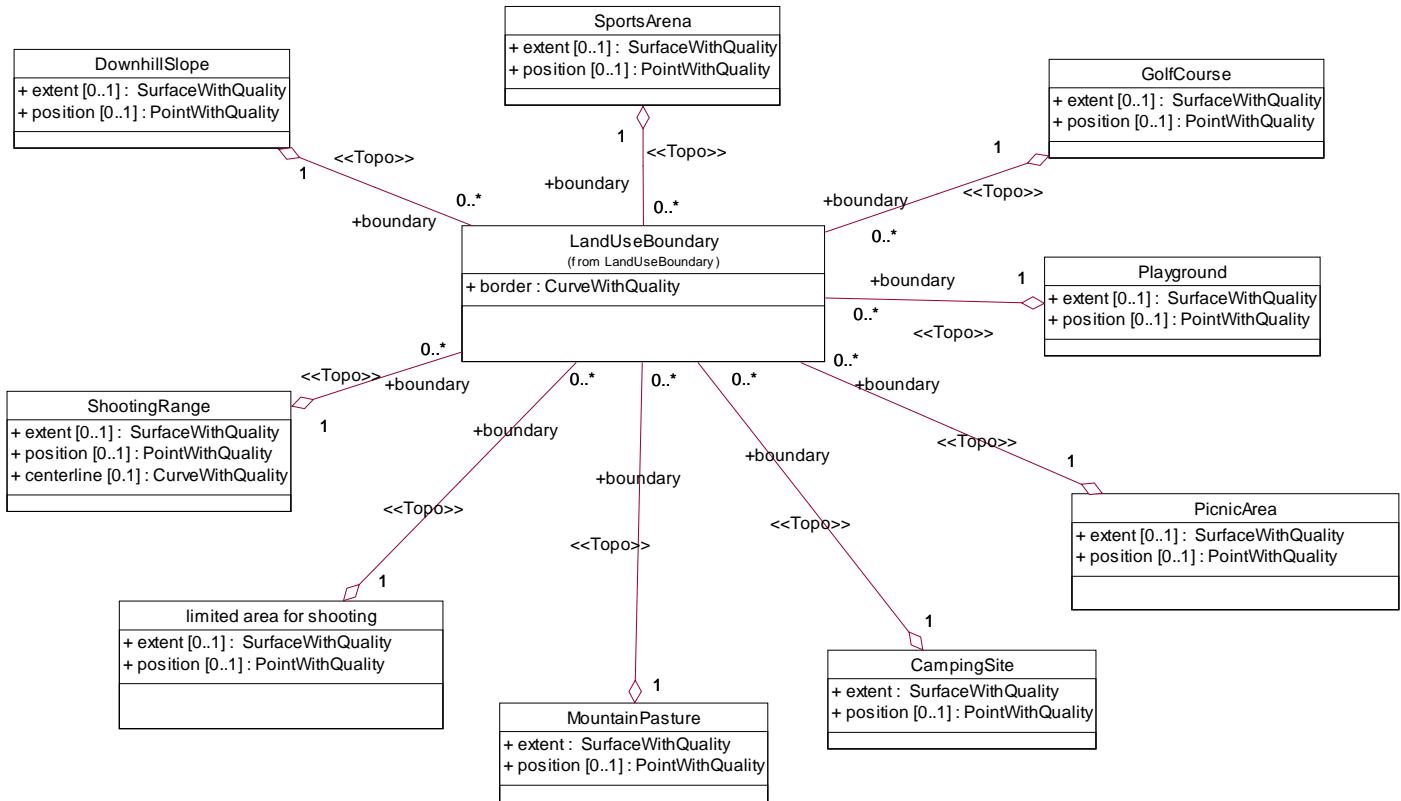 SportsArena
+ extent [0..1] : SurfaceWithQuality
+ position [0..1] : PointWithQuality
DownhillSlope
+ extent [0..1] : SurfaceWithQuality
+ position [0..1] : PointWithQuality
GolfCourse
+ extent [0..1] : SurfaceWithQuality
+ position [0..1] : PointWithQuality
1
<<Topo>>
+boundary
0..*
1
<<Topo>>
+boundary
0..*
1
<<Topo>>
+boundary
0..*
LandUseBoundary
(from LandUseBoundary)
+ border : CurveWithQuality
+boundary
1
0..*
<<Topo>>
Playground
+ extent [0..1] : SurfaceWithQuality
+ position [0..1] : PointWithQuality
0..*
<<Topo>>
+boundary
1
ShootingRange
+ extent [0..1] : SurfaceWithQuality
+ position [0..1] : PointWithQuality
+ centerline [0.1] : CurveWithQuality
0..*
+boundary
<<Topo>>
1
0..*
+boundary
<<Topo>>
1
0..*
+boundary
<<Topo>>
1
0..*
+boundary
<<Topo>>
1
PicnicArea
+ extent [0..1] : SurfaceWithQuality
+ position [0..1] : PointWithQuality
limited area for shooting
+ extent [0..1] : SurfaceWithQuality
+ position [0..1] : PointWithQuality
CampingSite
+ extent : SurfaceWithQuality
+ position [0..1] : PointWithQuality
MountainPasture
+ extent : SurfaceWithQuality
+ position [0..1] : PointWithQuality